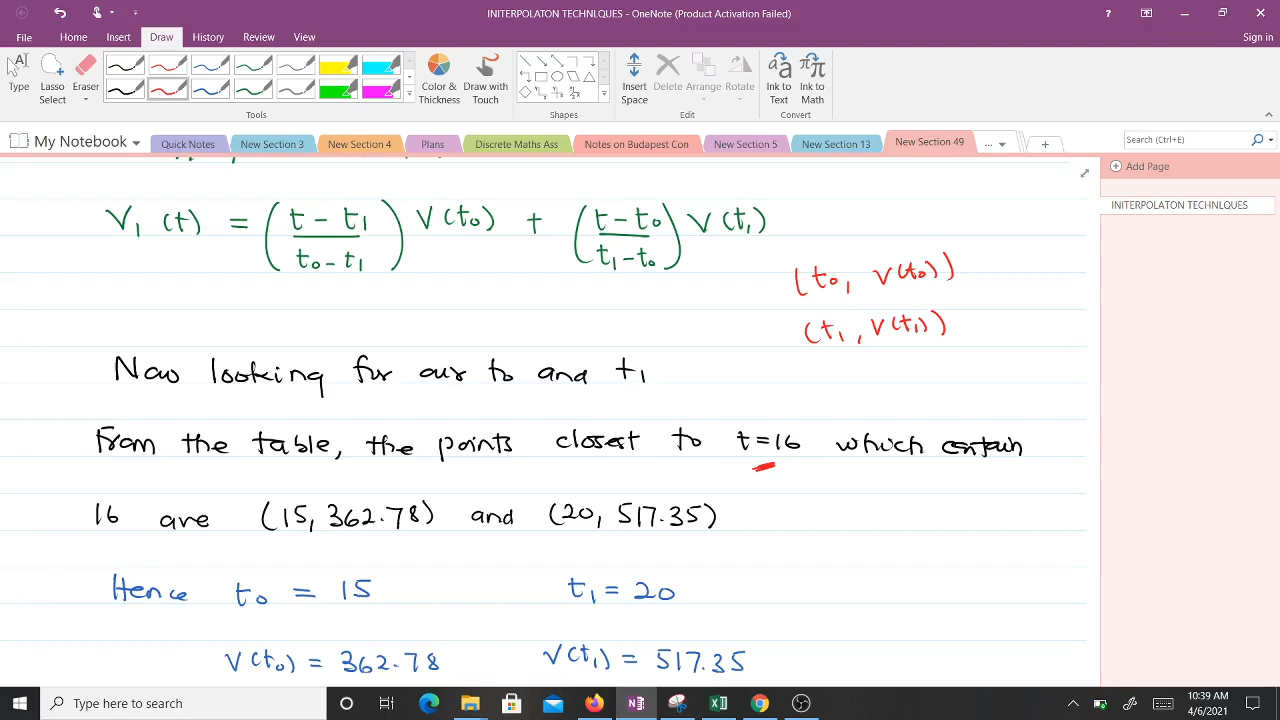 INTERPOLATON TECHNLQUES - OneNote (Product Activation Failed)
File Home Insert Draw History Review View Sign in
Type Lasso Select Eraser Color & Thickness Draw with Touch Insert Space Delete Arrange Rotate Ink to Text Ink to Math
Tools Shapes Edit Convert
My Notebook Quick Notes New Section 3 New Section 4 Plans Discrete Maths Ass Notes on Budapest Con New Section 5 New Section 13 New Section 49 ... Search (Ctrl+E)
Add Page
INTERPOLATON TECHNLQUES
V₁(t) = ((t - t₁)/(t₀ - t₁)) V(t₀) + ((t - t₀)/(t₁ - t₀)) V(t₁)
(t₀, V(t₀))
(t₁, V(t₁))
Now looking for our t₀ and t₁
From the table, the points closest to t=16 which contain
16 are (15, 362.78) and (20, 517.35)
Hence t₀ = 15 t₁ = 20
V(t₀) = 362.78 V(t₁) = 517.35
Type here to search
10:39 AM
4/6/2021